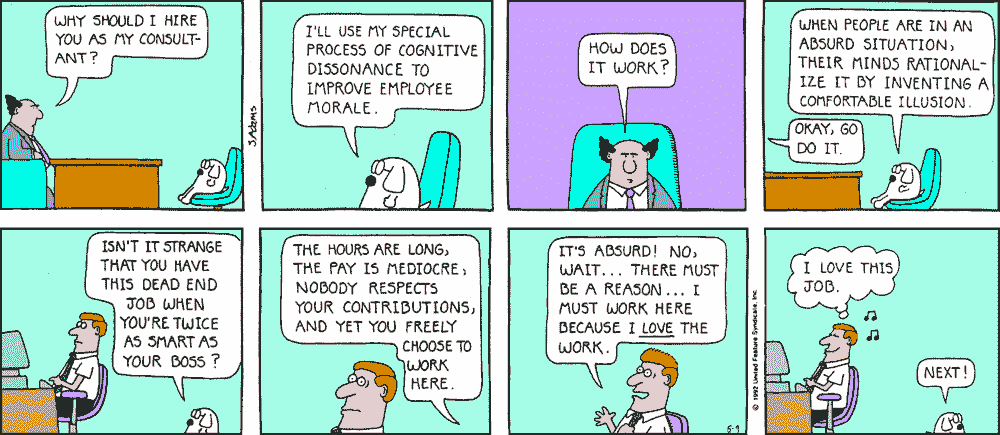 WHY SHOULD I HIRE
YOU AS MY CONSULT-
ANT?
S.Adams
I'LL USE MY SPECIAL
PROCESS OF COGNITIVE
DISSONANCE TO
IMPROVE EMPLOYEE
MORALE.
HOW DOES
IT WORK?
WHEN PEOPLE ARE IN AN
ABSURD SITUATION,
THEIR MINDS RATIONAL-
IZE IT BY INVENTING A
COMFORTABLE ILLUSION.
OKAY, GO
DO IT.
ISN'T IT STRANGE
THAT YOU HAVE
THIS DEAD END
JOB WHEN
YOU'RE TWICE
AS SMART AS
YOUR BOSS?
THE HOURS ARE LONG,
THE PAY IS MEDIOCRE,
NOBODY RESPECTS
YOUR CONTRIBUTIONS,
AND YET YOU FREELY
CHOOSE TO
WORK
HERE.
IT'S ABSURD! NO,
WAIT... THERE MUST
BE A REASON... I
MUST WORK HERE
BECAUSE I LOVE THE
WORK.
© 1992 United Feature Syndicate, Inc.
I LOVE THIS
JOB.
NEXT!